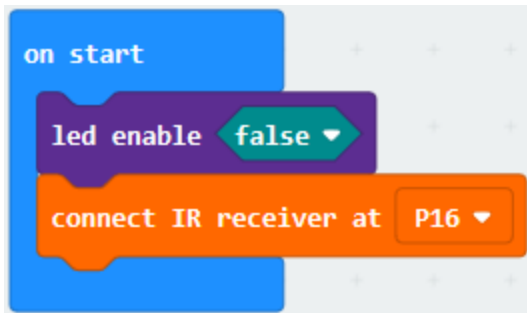 on start
led enable false
connect IR receiver at P16